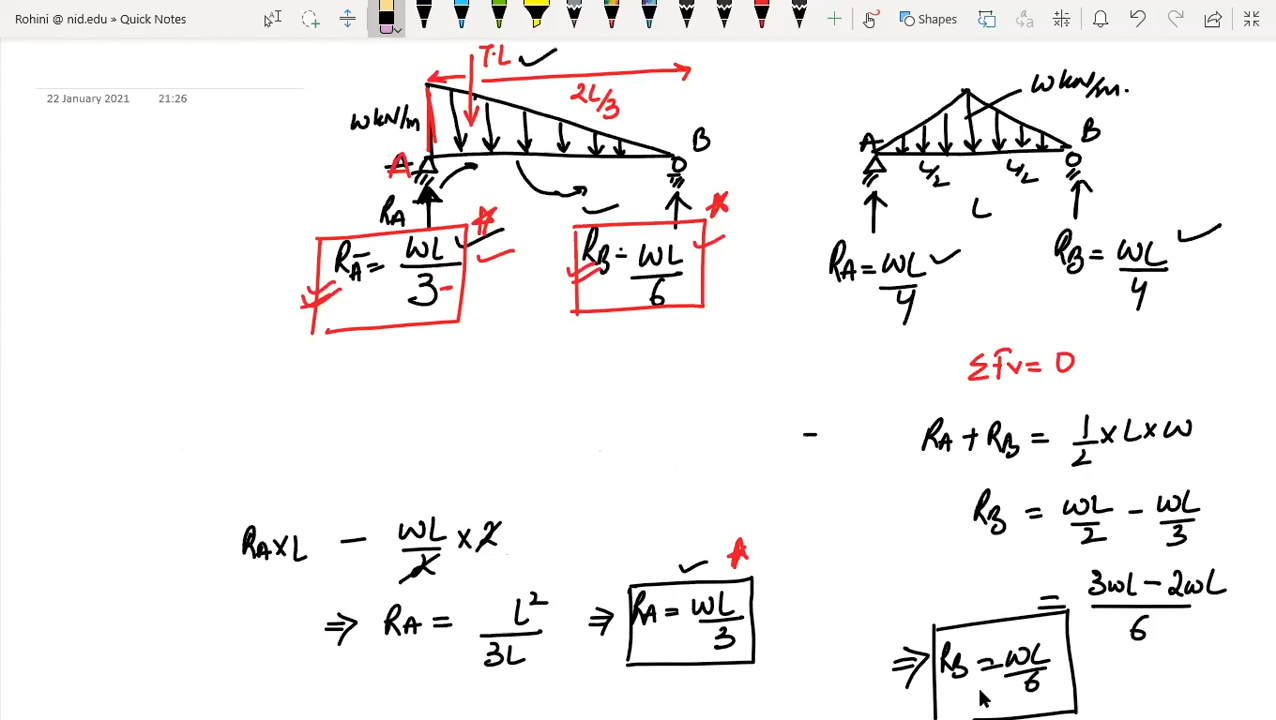 Rohini @ nid.edu » Quick Notes
Shapes
22 January 2021 21:26
T.L
2L/3
w kN/m
A
B
RA
RA = wL/3
RB = wL/6
w kN/m.
A
B
L/2 L/2
L
RA = wL/4
RB = wL/4
ΣFv = 0
RA + RB = 1/2 × L × w
RB = wL/2 - wL/3
= 3wL - 2wL / 6
⇒ RB = wL/6
RA×L - wL/2 × 2
⇒ RA = L²/3L ⇒ RA = wL/3